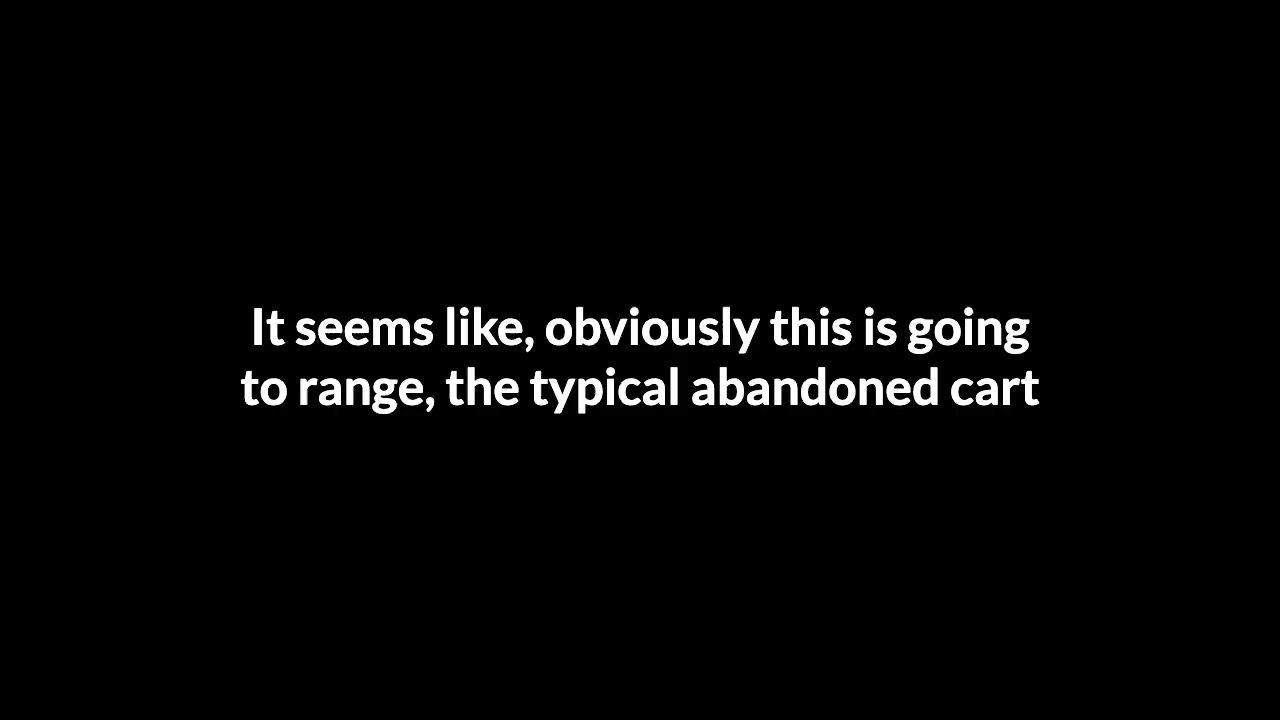 It seems like, obviously this is going
to range, the typical abandoned cart